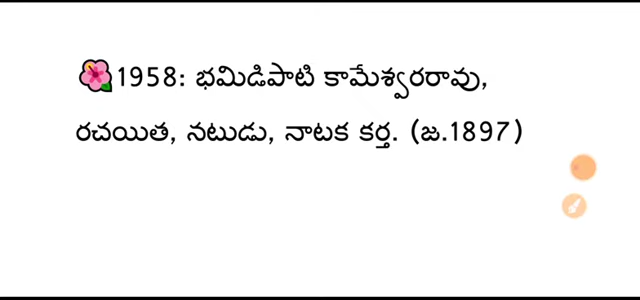 🌺1958: భమిడిపాటి కామేశ్వరరావు,
రచయిత, నటుడు, నాటక కర్త. (జ.1897)